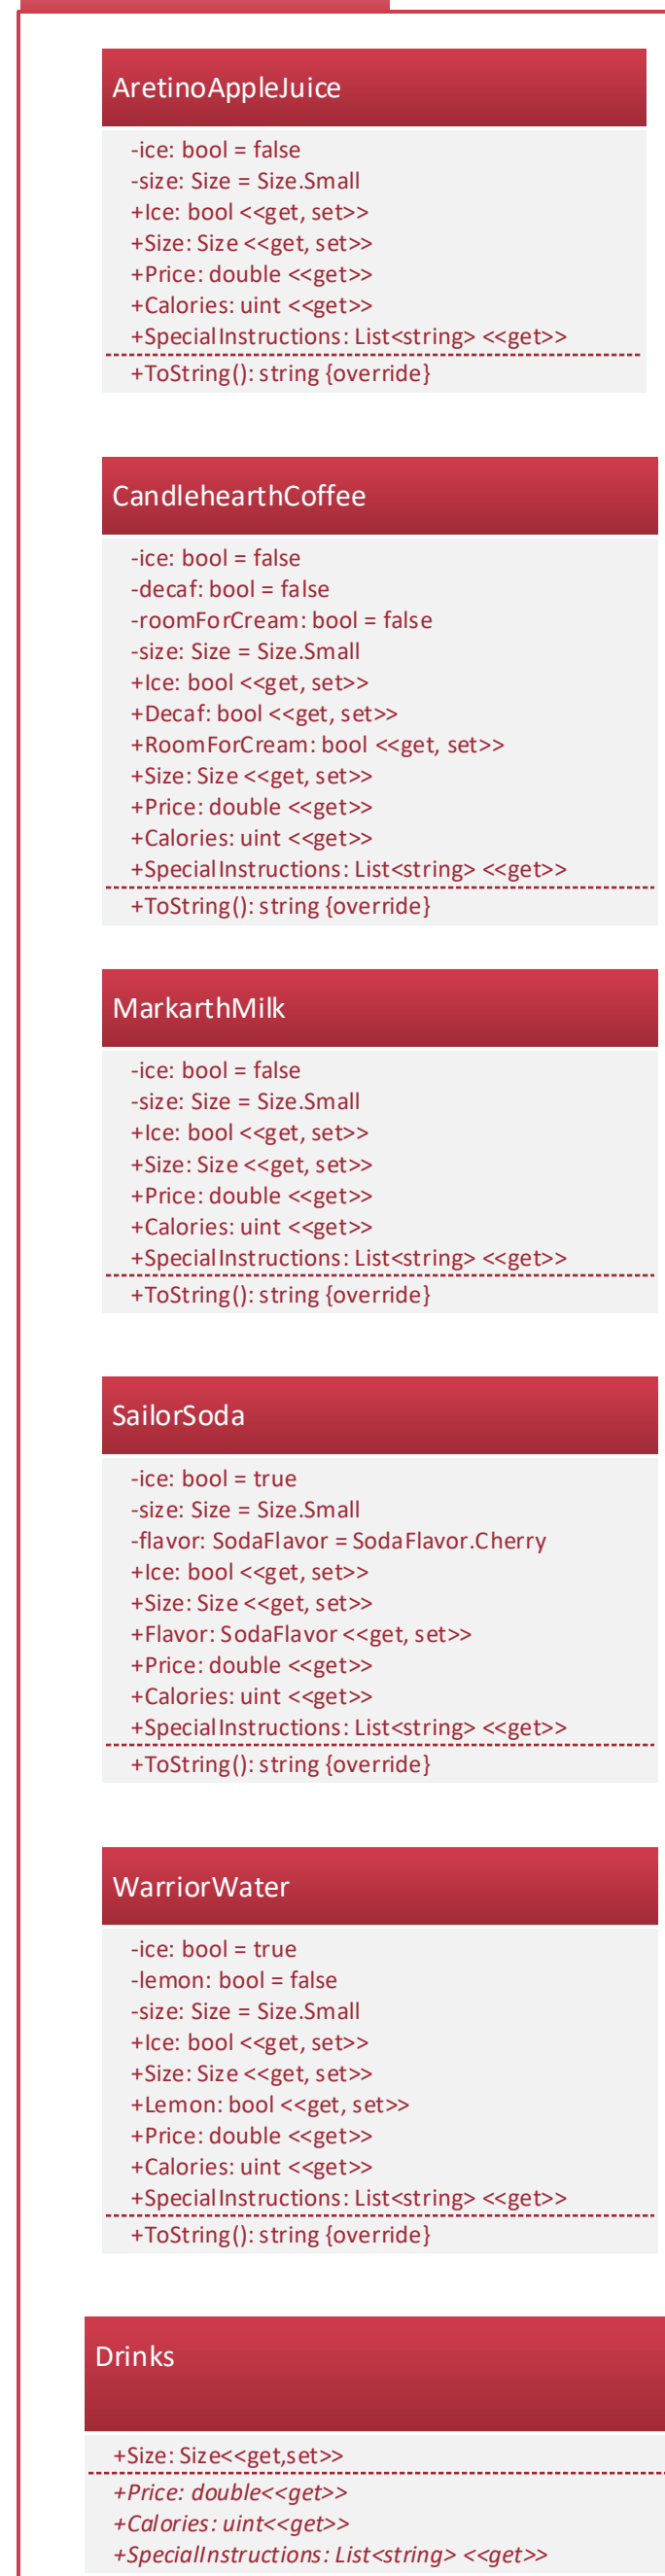 AretinoAppleJuice
-ice: bool = false
-size: Size = Size.Small
+Ice: bool <<get, set>>
+Size: Size <<get, set>>
+Price: double <<get>>
+Calories: uint <<get>>
+SpecialInstructions: List<string> <<get>>
+ToString(): string {override}
CandlehearthCoffee
-ice: bool = false
-decaf: bool = false
-roomForCream: bool = false
-size: Size = Size.Small
+Ice: bool <<get, set>>
+Decaf: bool <<get, set>>
+RoomForCream: bool <<get, set>>
+Size: Size <<get, set>>
+Price: double <<get>>
+Calories: uint <<get>>
+SpecialInstructions: List<string> <<get>>
+ToString(): string {override}
MarkarthMilk
-ice: bool = false
-size: Size = Size.Small
+Ice: bool <<get, set>>
+Size: Size <<get, set>>
+Price: double <<get>>
+Calories: uint <<get>>
+SpecialInstructions: List<string> <<get>>
+ToString(): string {override}
SailorSoda
-ice: bool = true
-size: Size = Size.Small
-flavor: SodaFlavor = SodaFlavor.Cherry
+Ice: bool <<get, set>>
+Size: Size <<get, set>>
+Flavor: SodaFlavor <<get, set>>
+Price: double <<get>>
+Calories: uint <<get>>
+SpecialInstructions: List<string> <<get>>
+ToString(): string {override}
WarriorWater
-ice: bool = true
-lemon: bool = false
-size: Size = Size.Small
+Ice: bool <<get, set>>
+Size: Size <<get, set>>
+Lemon: bool <<get, set>>
+Price: double <<get>>
+Calories: uint <<get>>
+SpecialInstructions: List<string> <<get>>
+ToString(): string {override}
Drinks
+Size: Size<<get,set>>
+Price: double<<get>>
+Calories: uint<<get>>
+SpecialInstructions: List<string> <<get>>